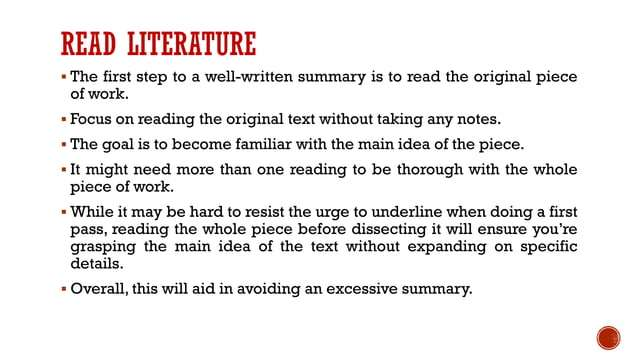 READ LITERATURE
▪ The first step to a well-written summary is to read the original piece
of work.
▪ Focus on reading the original text without taking any notes.
▪ The goal is to become familiar with the main idea of the piece.
▪ It might need more than one reading to be thorough with the whole
piece of work.
▪ While it may be hard to resist the urge to underline when doing a first
pass, reading the whole piece before dissecting it will ensure you're
grasping the main idea of the text without expanding on specific
details.
▪ Overall, this will aid in avoiding an excessive summary.